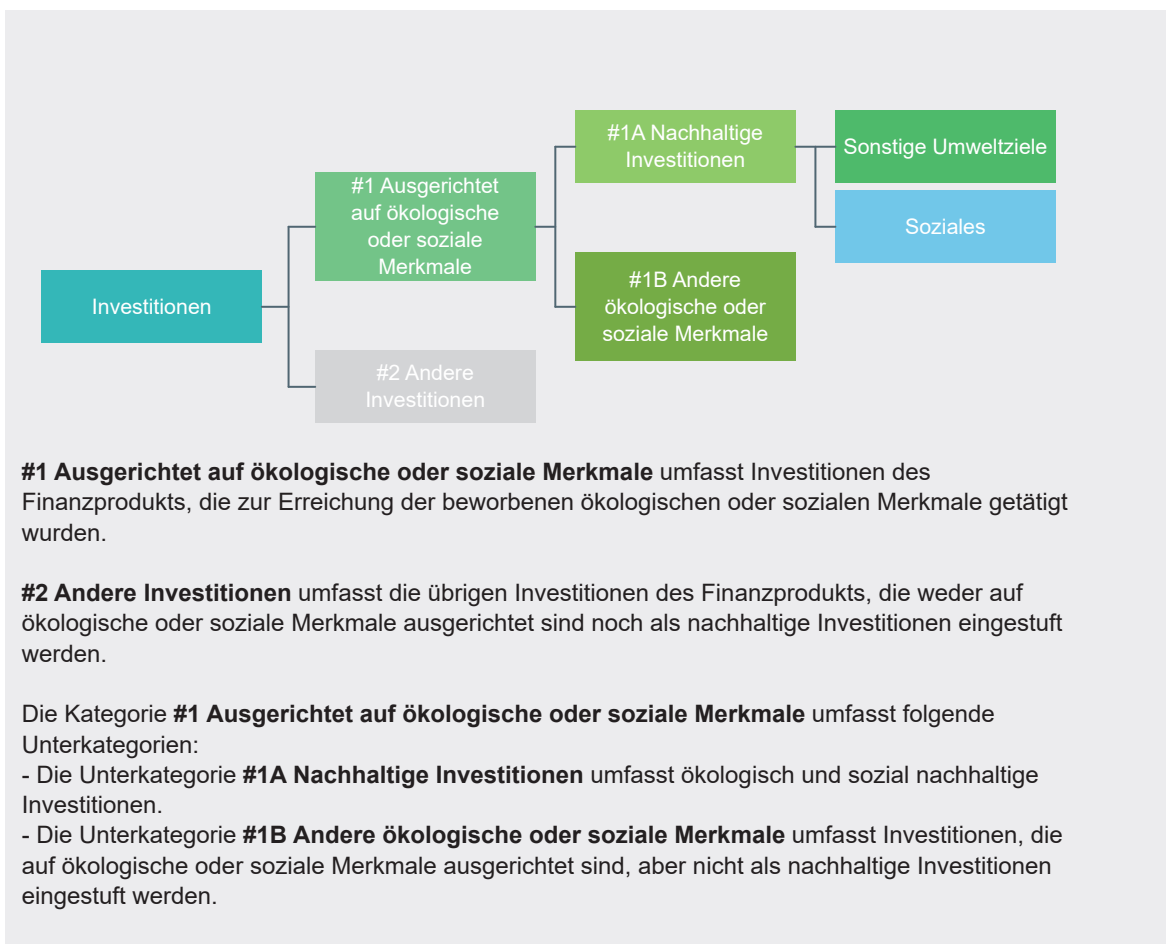 #1A Nachhaltige
Investitionen
Sonstige Umweltziele
#1 Ausgerichtet
auf ökologische
oder soziale
Merkmale
Soziales
Investitionen
#1B Andere
ökologische oder
soziale Merkmale
#2 Andere
Investitionen
#1 Ausgerichtet auf ökologische oder soziale Merkmale umfasst Investitionen des
Finanzprodukts, die zur Erreichung der beworbenen ökologischen oder sozialen Merkmale getätigt
wurden.
#2 Andere Investitionen umfasst die übrigen Investitionen des Finanzprodukts, die weder auf
ökologische oder soziale Merkmale ausgerichtet sind noch als nachhaltige Investitionen eingestuft
werden.
Die Kategorie #1 Ausgerichtet auf ökologische oder soziale Merkmale umfasst folgende
Unterkategorien:
- Die Unterkategorie #1A Nachhaltige Investitionen umfasst ökologisch und sozial nachhaltige
Investitionen.
- Die Unterkategorie #1B Andere ökologische oder soziale Merkmale umfasst Investitionen, die
auf ökologische oder soziale Merkmale ausgerichtet sind, aber nicht als nachhaltige Investitionen
eingestuft werden.